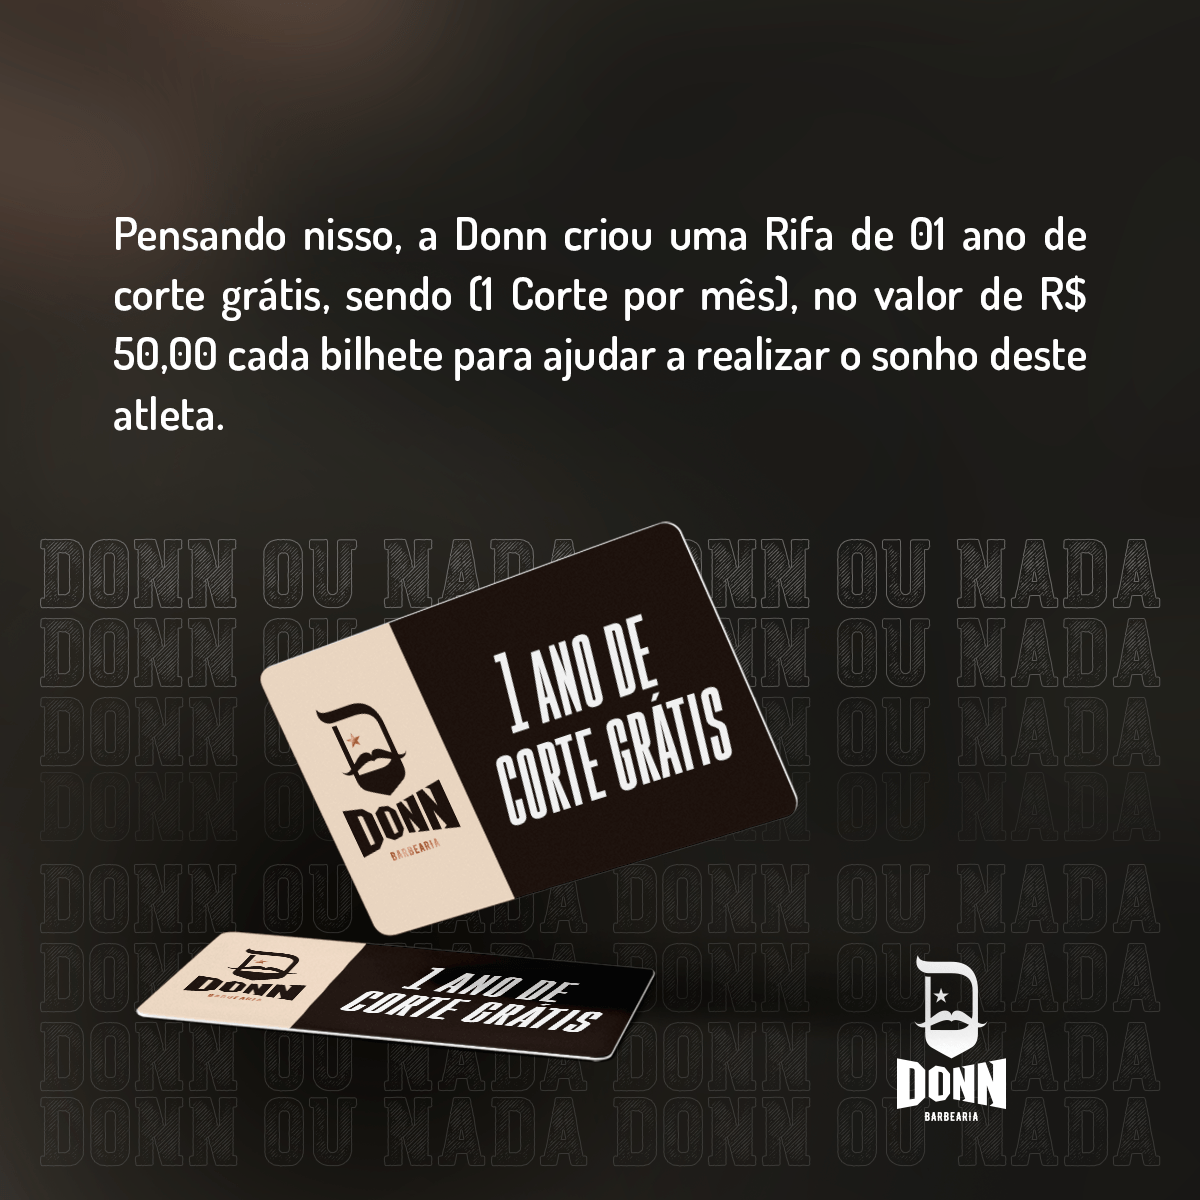 Pensando nisso, a Donn criou uma Rifa de 01 ano de
corte grátis, sendo (1 Corte por mês), no valor de R$
50,00 cada bilhete para ajudar a realizar o sonho deste
atleta.
DONN OU NADA DONN OU NADA
DONN OU NADA DONN OU NADA
DONN OU NADA DONN OU NADA
DONN OU NADA DONN OU NADA
1 ANO DE
CORTE GRÁTIS
DONN
BARBEARIA
DONN OU NADA DONN OU NADA
DONN OU NADA DONN OU NADA
DONN OU NADA DONN OU NADA
DONN OU NADA DONN OU NADA
1 ANO DE
CORTE GRÁTIS
DONN
BARBEARIA
DONN
BARBEARIA